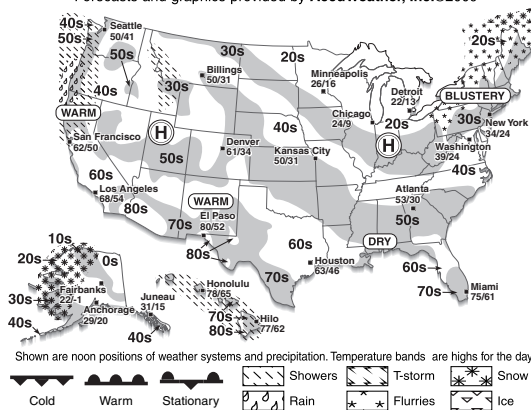 Forecasts and graphics provided by AccuWeather, Inc. ©2009
40s
Seattle
50/41
50s
50s
30s
20s
20s
Billings
50/31
Minneapolis
26/16
Detroit
22/13
BLUSTERY
30s
WARM
Chicago
24/9
20s
30s
New York
34/24
San Francisco
62/50
H
H
40s
50s
Denver
61/34
Kansas City
50/31
Washington
39/24
40s
60s
Los Angeles
68/54
80s
WARM
Atlanta
53/30
70s
El Paso
80/52
50s
80s
60s
DRY
10s
20s
0s
70s
Houston
63/46
60s
70s
Miami
75/61
Fairbanks
22/-1
30s
Anchorage
29/20
Juneau
31/15
Honolulu
78/65
40s
40s
70s
80s
Hilo
77/62
Shown are noon positions of weather systems and precipitation. Temperature bands are highs for the day.
Cold
Warm
Stationary
Showers
T-storm
Snow
Rain
Flurries
Ice